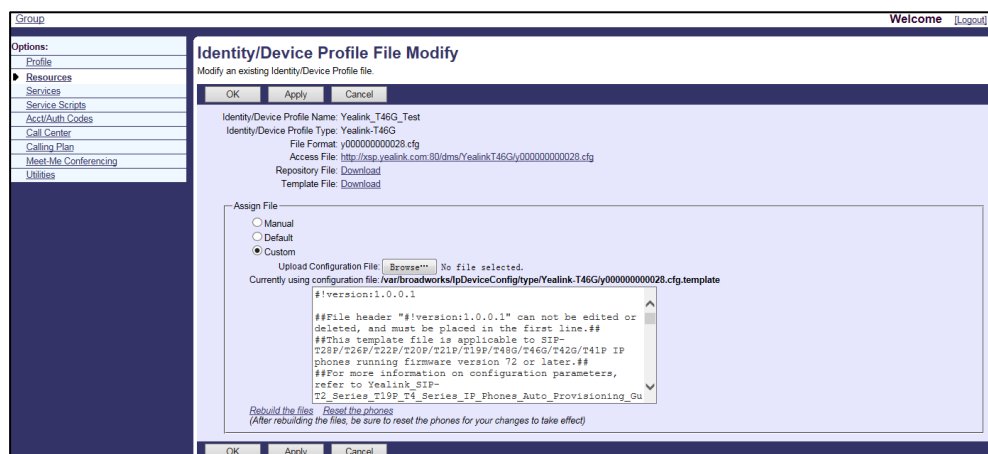 Group
Welcome [Logout]
Options:
Profile
Resources
Services
Service Scripts
Acct/Auth Codes
Call Center
Calling Plan
Meet-Me Conferencing
Utilities
Identity/Device Profile File Modify
Modify an existing Identity/Device Profile file.
OK Apply Cancel
Identity/Device Profile Name: Yealink_T46G_Test
Identity/Device Profile Type: Yealink-T46G
File Format: y000000000028.cfg
Access File: http://xsp.yealink.com:80/dms/YealinkT46G/y000000000028.cfg
Repository File: Download
Template File: Download
Assign File
Manual
Default
Custom
Upload Configuration File: Browse··· No file selected.
Currently using configuration file: /var/broadworks/IpDeviceConfig/type/Yealink-T46G/y000000000028.cfg.template
#!version:1.0.0.1
##File header "#!version:1.0.0.1" can not be edited or
deleted, and must be placed in the first line.##
##This template file is applicable to SIP-
T28P/T26P/T22P/T20P/T21P/T19P/T48G/T46G/T42G/T41P IP
phones running firmware version 72 or later.##
##For more information on configuration parameters,
refer to Yealink_SIP-
T2_Series_T19P_T4_Series_IP_Phones_Auto_Provisioning_Gu
Rebuild the files Reset the phones
(After rebuilding the files, be sure to reset the phones for your changes to take effect)
OK Apply Cancel